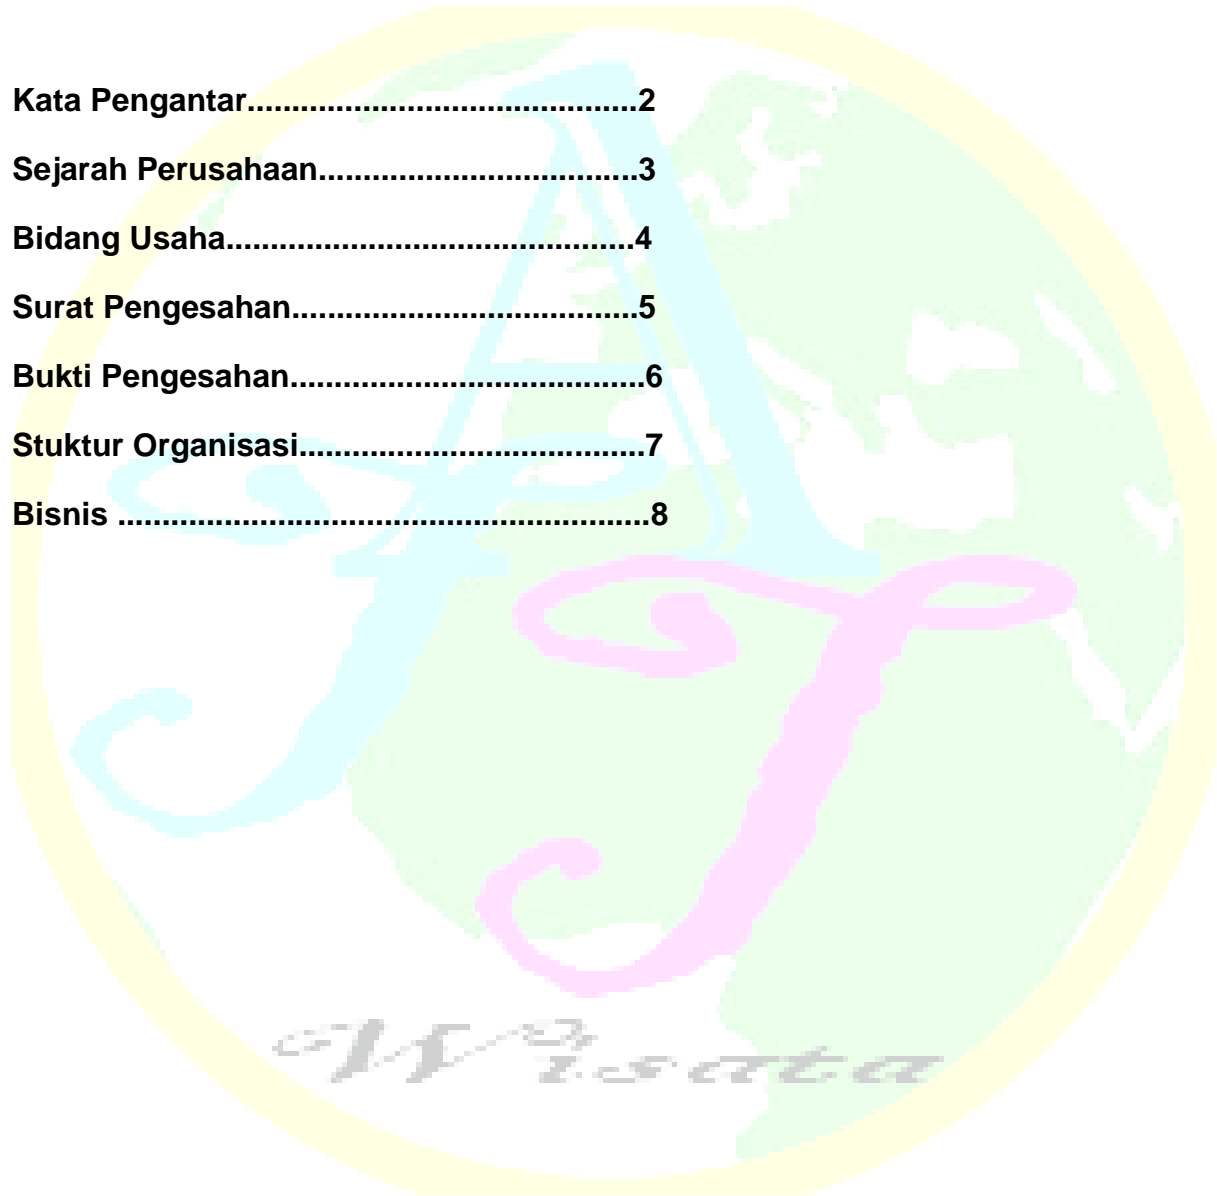 Kata Pengantar...........................................2
Sejarah Perusahaan...................................3
Bidang Usaha.............................................4
Surat Pengesahan......................................5
Bukti Pengesahan.......................................6
Stuktur Organisasi......................................7
Bisnis ...........................................................8
A
J T
Wisata